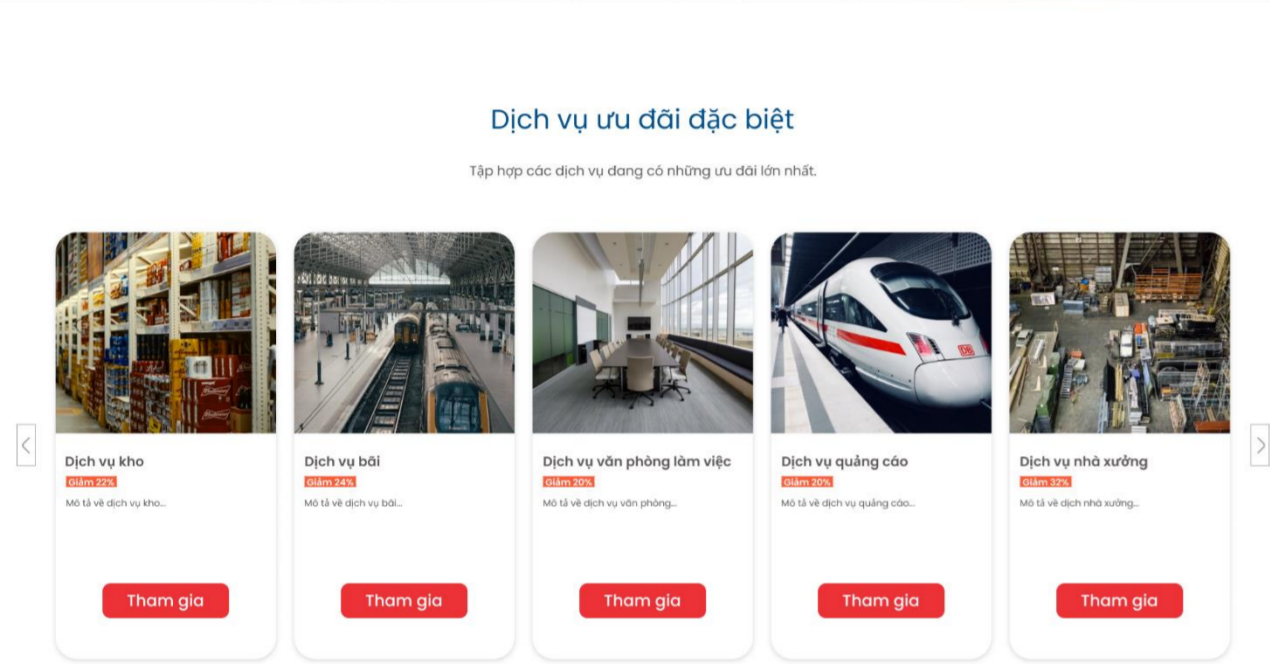 Dịch vụ ưu đãi đặc biệt
Tập hợp các dịch vụ đang có những ưu đãi lớn nhất.
DB
Dịch vụ kho
Giảm 22%
Mô tả về dịch vụ kho...
Tham gia
Dịch vụ bãi
Giảm 24%
Mô tả về dịch vụ bãi...
Tham gia
Dịch vụ văn phòng làm việc
Giảm 20%
Mô tả về dịch vụ văn phòng...
Tham gia
Dịch vụ quảng cáo
Giảm 20%
Mô tả về dịch vụ quảng cáo...
Tham gia
Dịch vụ nhà xưởng
Giảm 32%
Mô tả về dịch nhà xưởng...
Tham gia